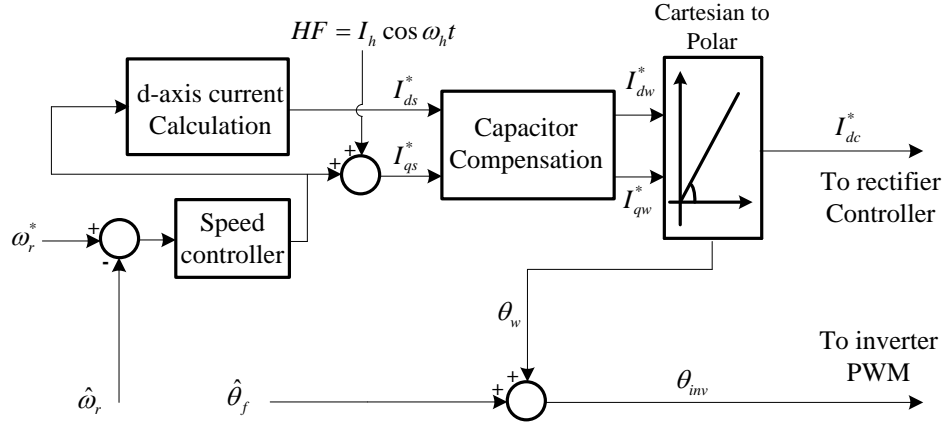 Cartesian to
Polar
HF = I_h cos ω_h t
d-axis current
Calculation
I*_ds
Capacitor
Compensation
I*_dw
I*_dc
+
+
I*_qs
I*_qw
To rectifier
Controller
Speed
controller
ω*_r
+
-
θ_w
To inverter
PWM
ω̂_r
θ̂_f
+
+
θ_inv